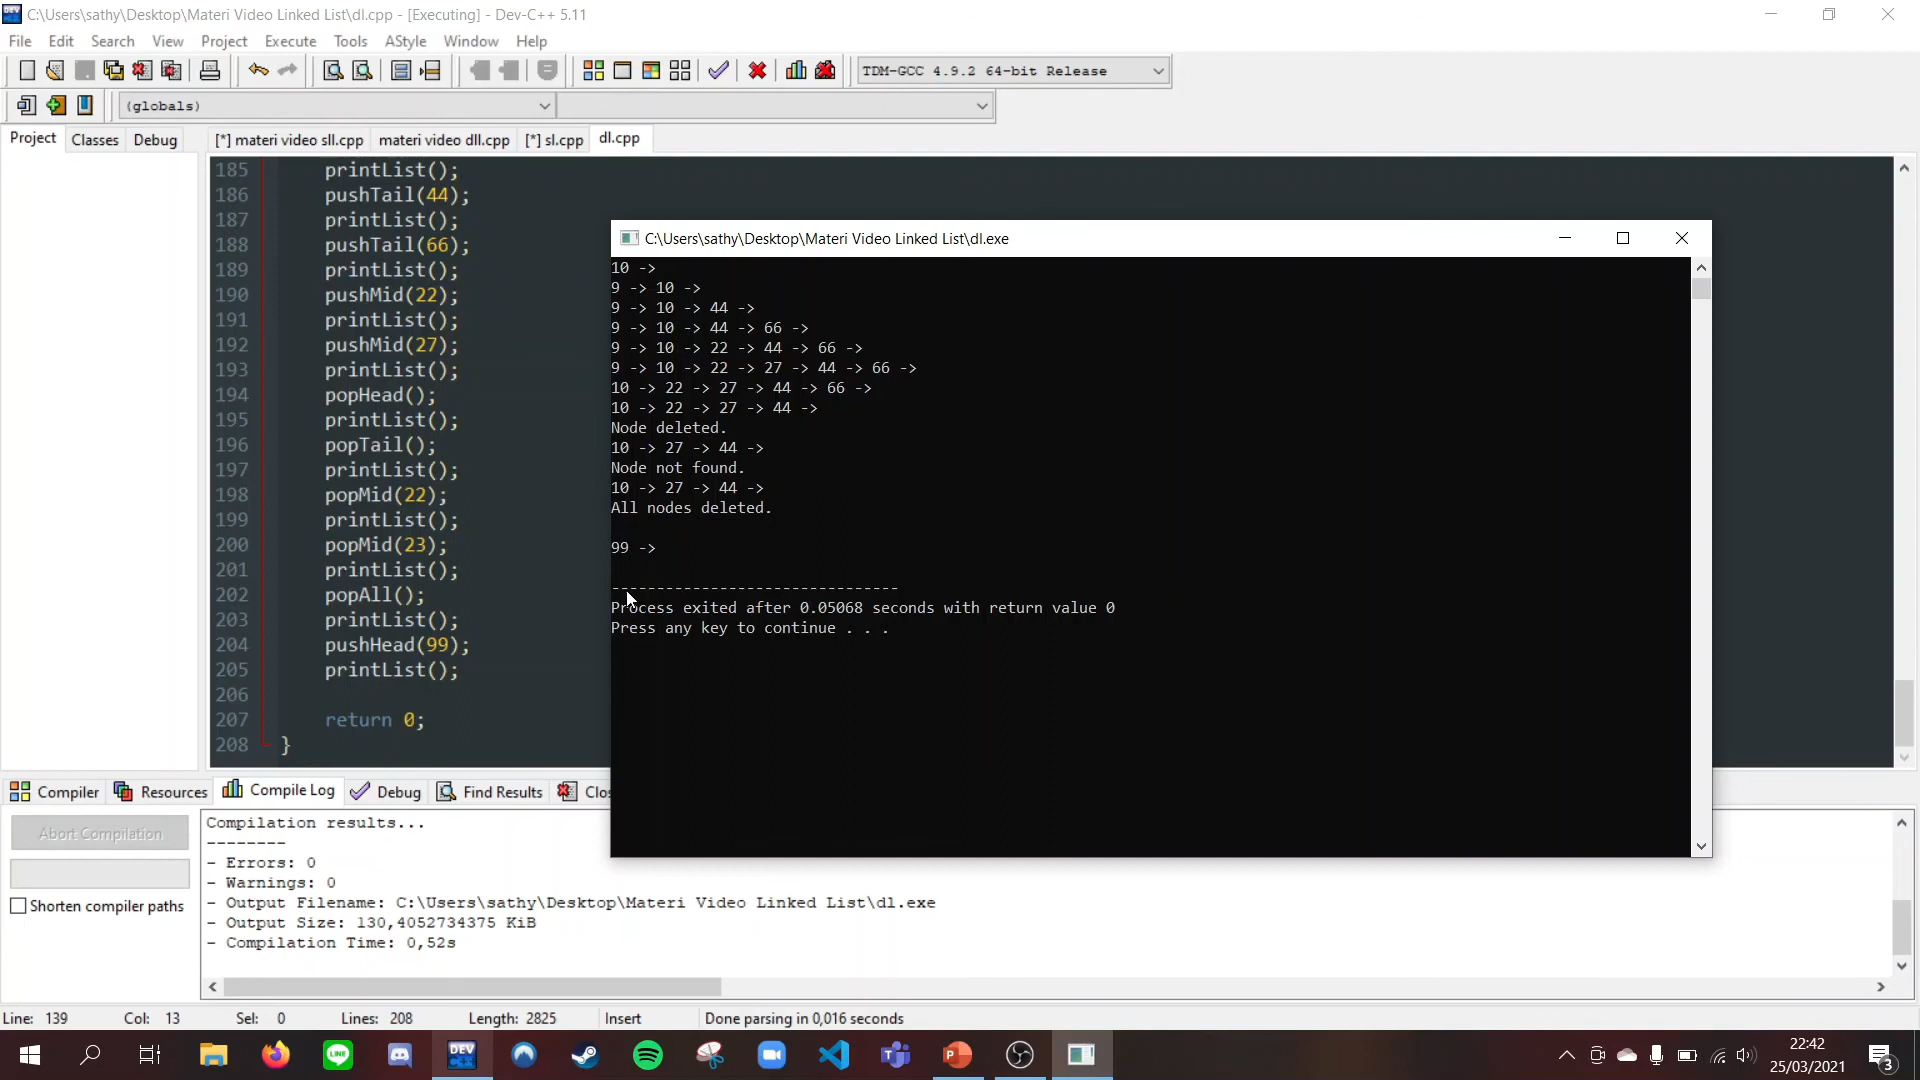 C:\Users\sathy\Desktop\Materi Video Linked List\dl.cpp - [Executing] - Dev-C++ 5.11
File Edit Search View Project Execute Tools AStyle Window Help
TDM-GCC 4.9.2 64-bit Release
(globals)
Project Classes Debug
[*] materi video sll.cpp materi video dll.cpp [*] sl.cpp dl.cpp
185 printList();
186 pushTail(44);
187 printList();
188 pushTail(66);
189 printList();
190 pushMid(22);
191 printList();
192 pushMid(27);
193 printList();
194 popHead();
195 printList();
196 popTail();
197 printList();
198 popMid(22);
199 printList();
200 popMid(23);
201 printList();
202 popAll();
203 printList();
204 pushHead(99);
205 printList();
206
207 return 0;
208 }
C:\Users\sathy\Desktop\Materi Video Linked List\dl.exe
10 ->
9 -> 10 ->
9 -> 10 -> 44 ->
9 -> 10 -> 44 -> 66 ->
9 -> 10 -> 22 -> 44 -> 66 ->
9 -> 10 -> 22 -> 27 -> 44 -> 66 ->
10 -> 22 -> 27 -> 44 -> 66 ->
10 -> 22 -> 27 -> 44 ->
Node deleted.
10 -> 27 -> 44 ->
Node not found.
10 -> 27 -> 44 ->
All nodes deleted.
99 ->
--------------------------------
Process exited after 0.05068 seconds with return value 0
Press any key to continue . . .
Compiler Resources Compile Log Debug Find Results Clos
Abort Compilation
Shorten compiler paths
Compilation results...
--------
- Errors: 0
- Warnings: 0
- Output Filename: C:\Users\sathy\Desktop\Materi Video Linked List\dl.exe
- Output Size: 130,4052734375 KiB
- Compilation Time: 0,52s
Line: 139 Col: 13 Sel: 0 Lines: 208 Length: 2825 Insert Done parsing in 0,016 seconds
DEV
LINE
22:42
25/03/2021
3